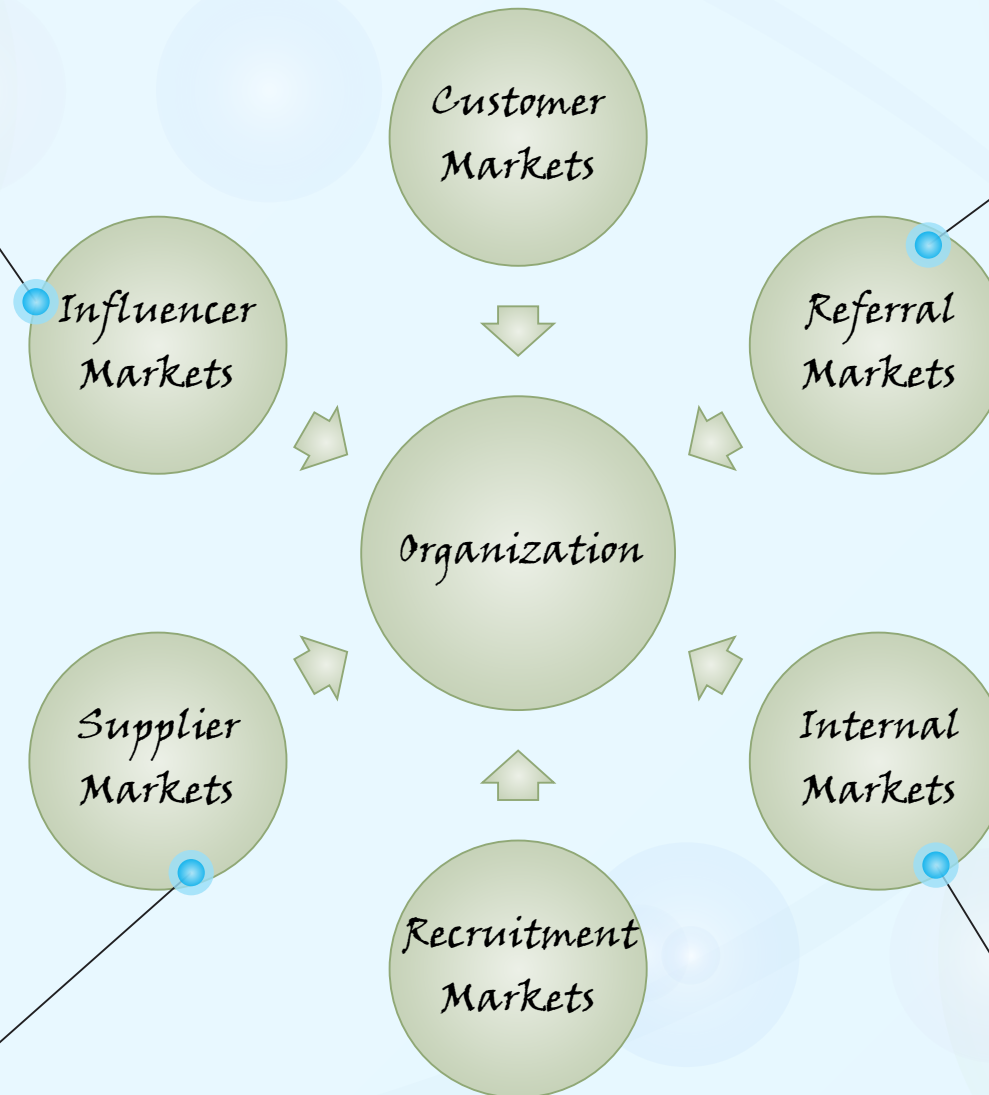 Customer
Markets
Influencer
Markets
Referral
Markets
Organization
Supplier
Markets
Internal
Markets
Recruitment
Markets